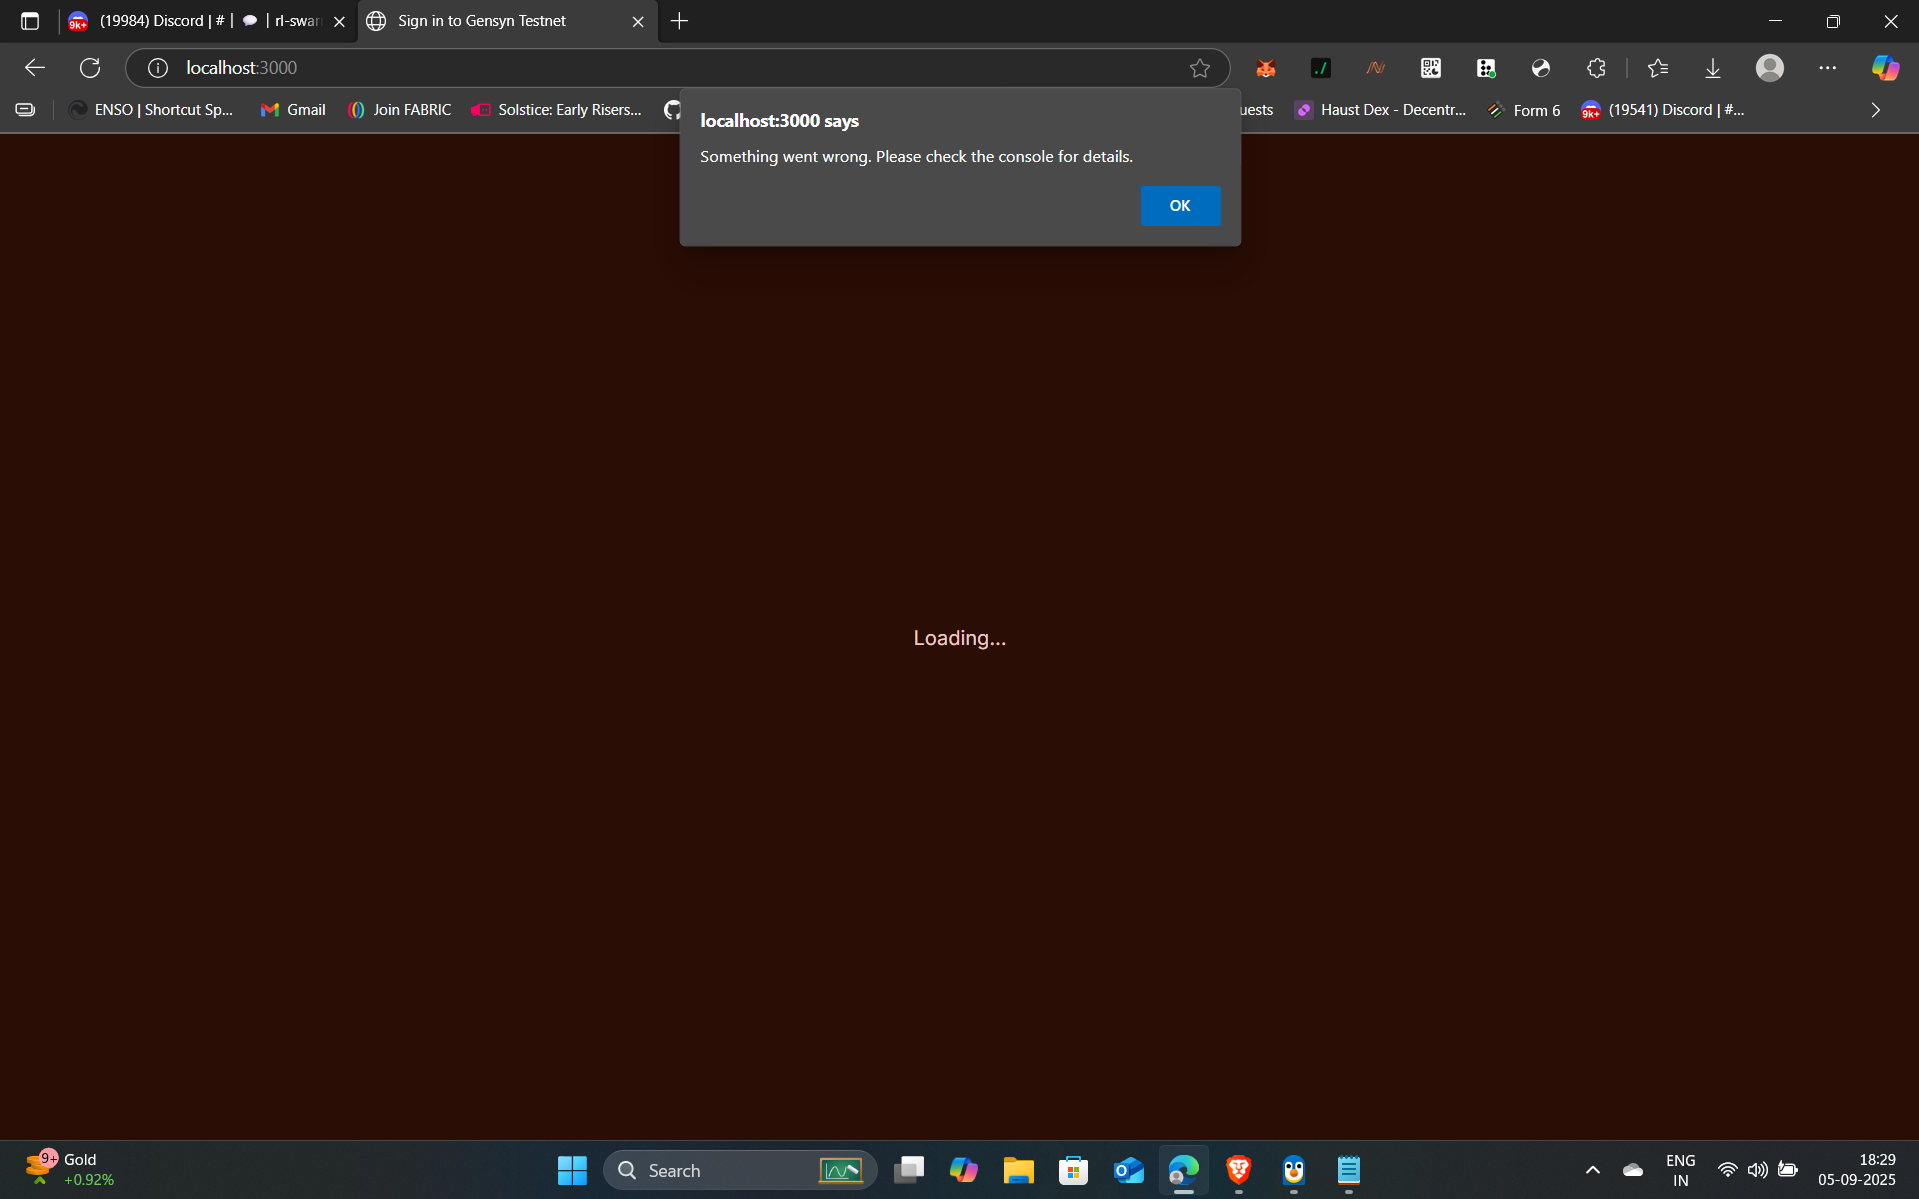 (19984) Discord | # | 💬 | rl-swar
Sign in to Gensyn Testnet
localhost:3000
ENSO | Shortcut Sp...
Gmail
Join FABRIC
Solstice: Early Risers...
uests
Haust Dex - Decentr...
Form 6
9k+
(19541) Discord | #...
localhost:3000 says
Something went wrong. Please check the console for details.
OK
Loading...
9+
Gold
+0.92%
Search
ENG
IN
18:29
05-09-2025